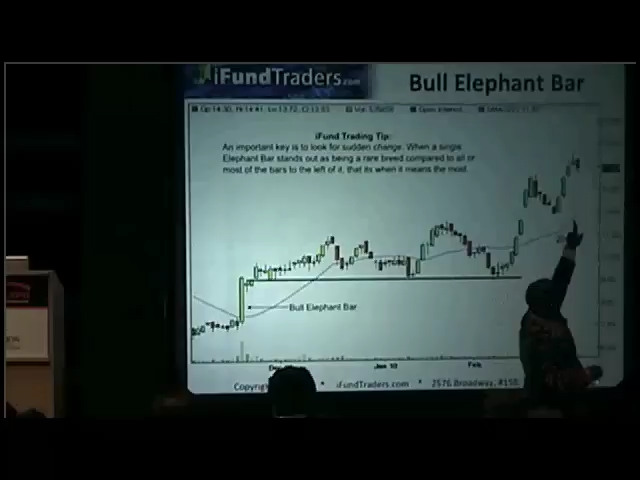 iFundTraders.com
Bull Elephant Bar
iFund Trading Tip:
An important key is to look for sudden change. When a single
Elephant Bar stands out as being a rare breed compared to all or
most of the bars to the left of it, that its when it means the most.
Bull Elephant Bar
Jan 10
Feb
iFundTraders.com * 2576 Broadway,